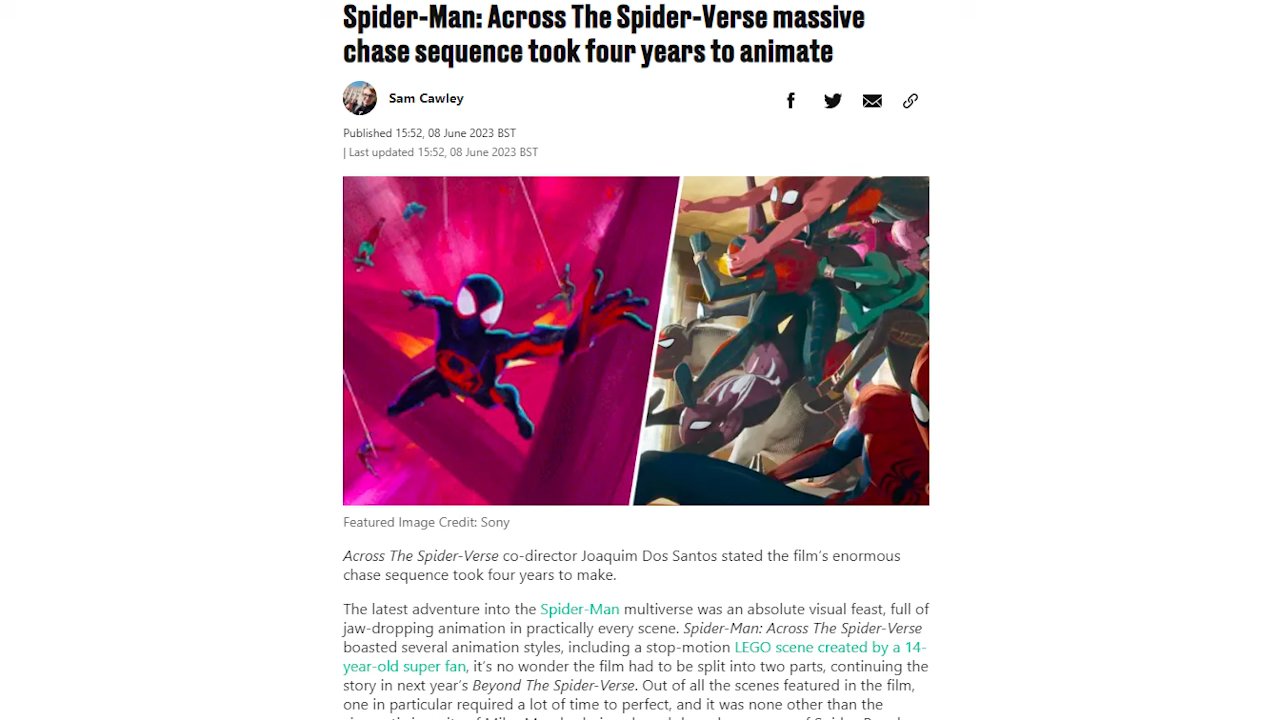 Spider-Man: Across The Spider-Verse massive
chase sequence took four years to animate
Sam Cawley
Published 15:52, 08 June 2023 BST
| Last updated 15:52, 08 June 2023 BST
Featured Image Credit: Sony
Across The Spider-Verse co-director Joaquim Dos Santos stated the film's enormous
chase sequence took four years to make.
The latest adventure into the Spider-Man multiverse was an absolute visual feast, full of
jaw-dropping animation in practically every scene. Spider-Man: Across The Spider-Verse
boasted several animation styles, including a stop-motion LEGO scene created by a 14-
year-old super fan, it's no wonder the film had to be split into two parts, continuing the
story in next year's Beyond The Spider-Verse. Out of all the scenes featured in the film,
one in particular required a lot of time to perfect, and it was none other than the